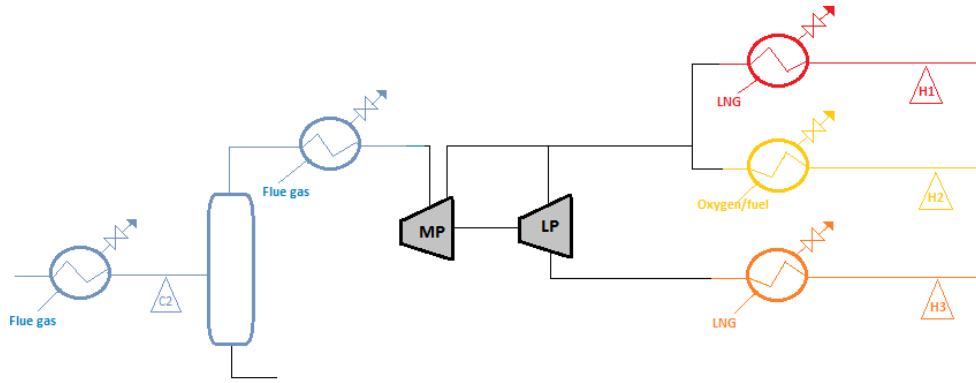 LNG
H1
Flue gas
Oxygen/fuel
H2
MP
LP
Flue gas
C2
LNG
H3